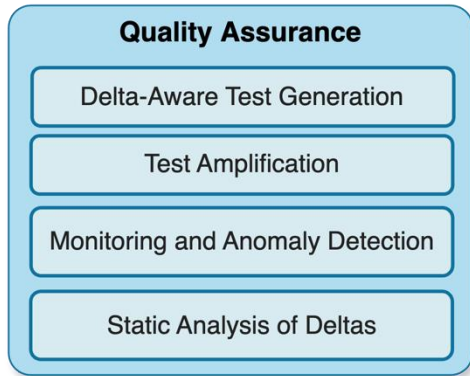 Quality Assurance
Delta-Aware Test Generation
Test Amplification
Monitoring and Anomaly Detection
Static Analysis of Deltas